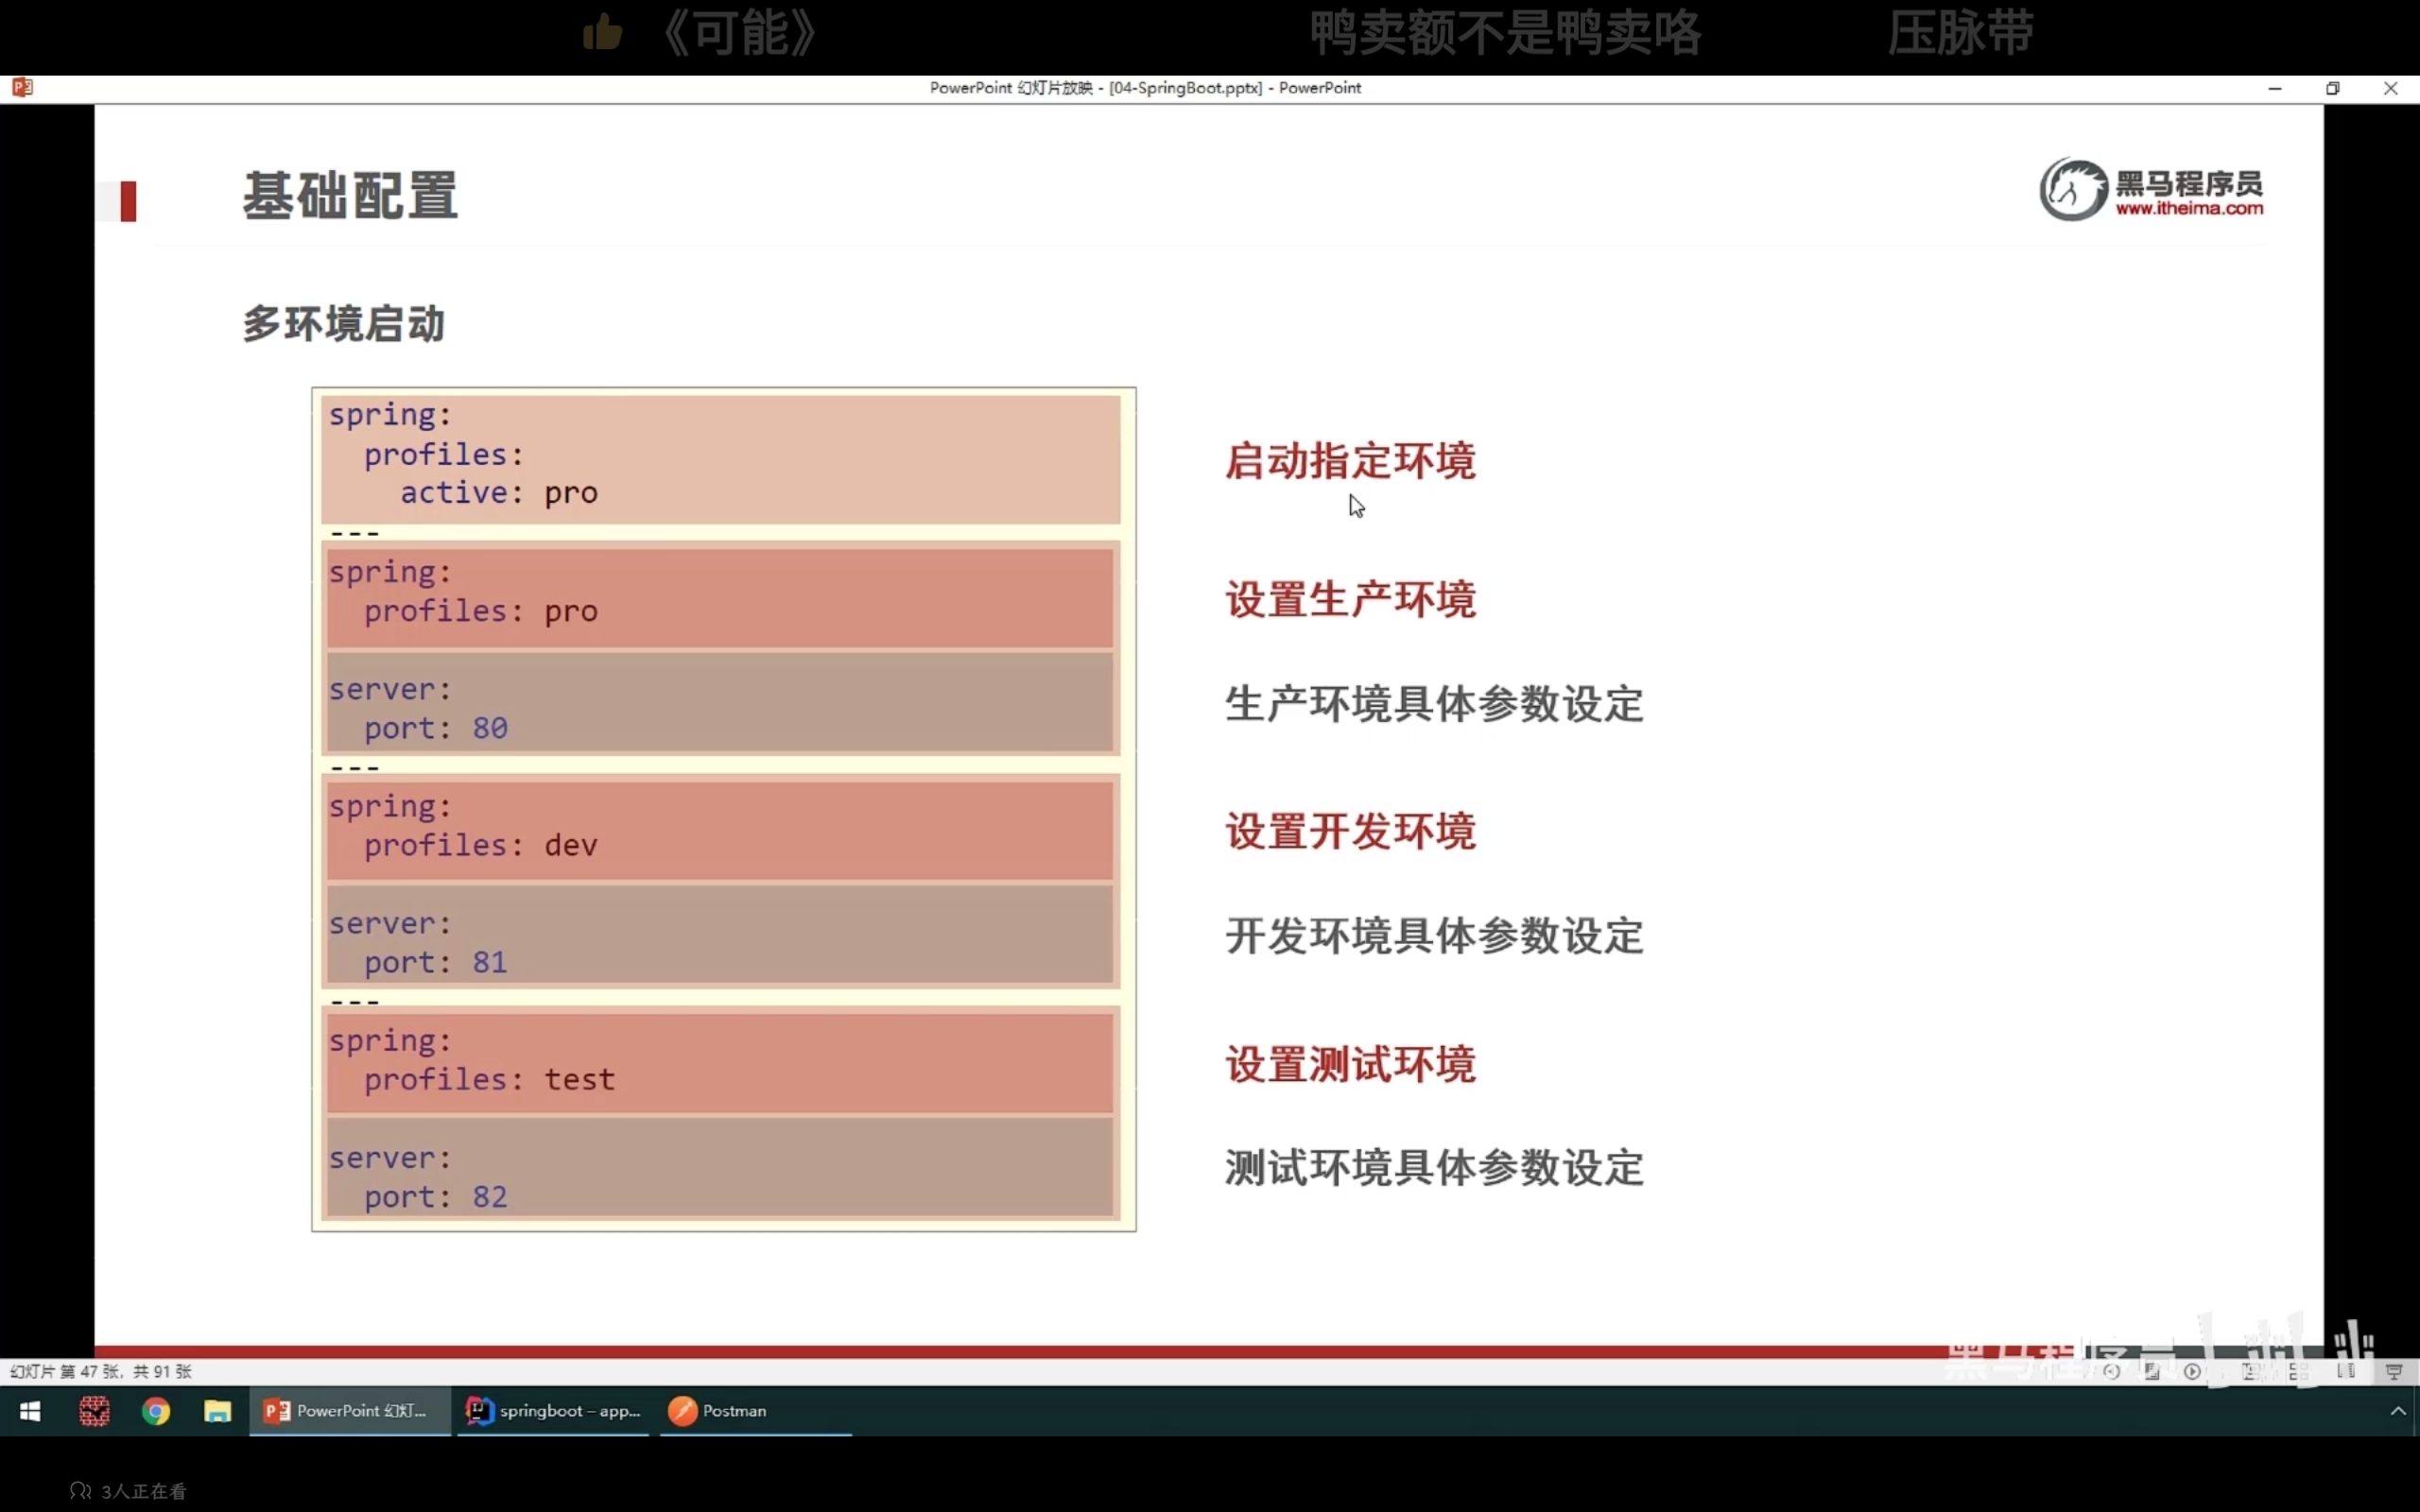 《可能》
鸭卖额不是鸭卖咯
压脉带
PowerPoint 幻灯片放映 - [04-SpringBoot.pptx] - PowerPoint
基础配置
黑马程序员
www.itheima.com
多环境启动
spring:
  profiles:
    active: pro
---
spring:
  profiles: pro
server:
  port: 80
---
spring:
  profiles: dev
server:
  port: 81
---
spring:
  profiles: test
server:
  port: 82
启动指定环境
设置生产环境
生产环境具体参数设定
设置开发环境
开发环境具体参数设定
设置测试环境
测试环境具体参数设定
黑马程序员
幻灯片 第 47 张，共 91 张
PowerPoint 幻灯...
springboot – app...
Postman
3人正在看